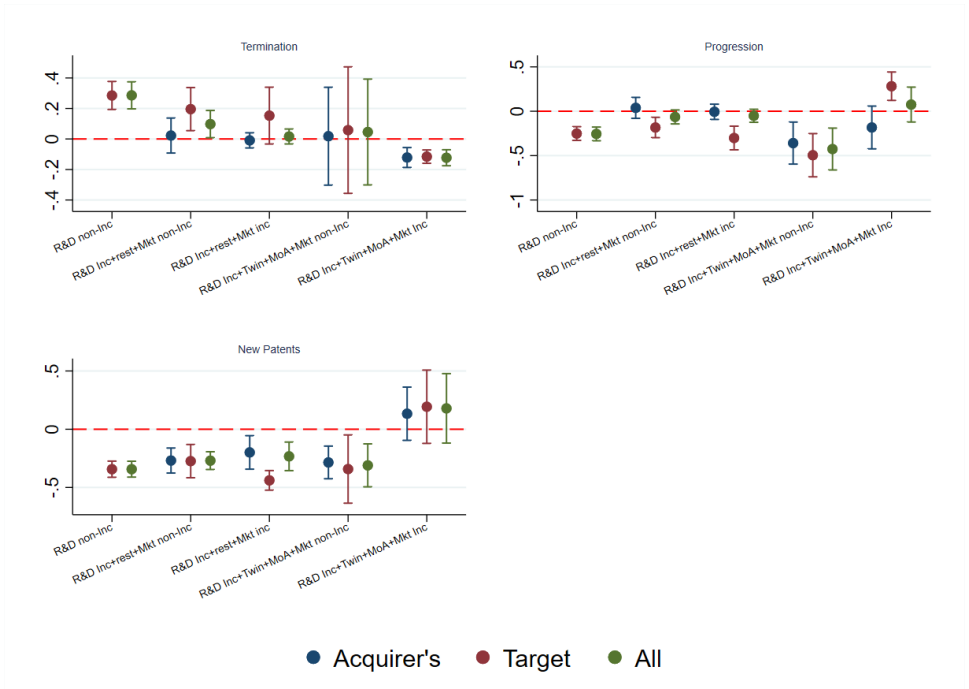 Termination
.4
.2
0
-.2
-.4
R&D non-Inc
R&D Inc+rest+Mkt non-Inc
R&D Inc+rest+Mkt inc
R&D Inc+Twin+MoA+Mkt non-Inc
R&D Inc+Twin+MoA+Mkt Inc
Progression
.5
0
-.5
-1
R&D non-Inc
R&D Inc+rest+Mkt non-Inc
R&D Inc+rest+Mkt inc
R&D Inc+Twin+MoA+Mkt non-Inc
R&D Inc+Twin+MoA+Mkt Inc
New Patents
.5
0
-.5
R&D non-Inc
R&D Inc+rest+Mkt non-Inc
R&D Inc+rest+Mkt inc
R&D Inc+Twin+MoA+Mkt non-Inc
R&D Inc+Twin+MoA+Mkt Inc
Acquirer's Target All